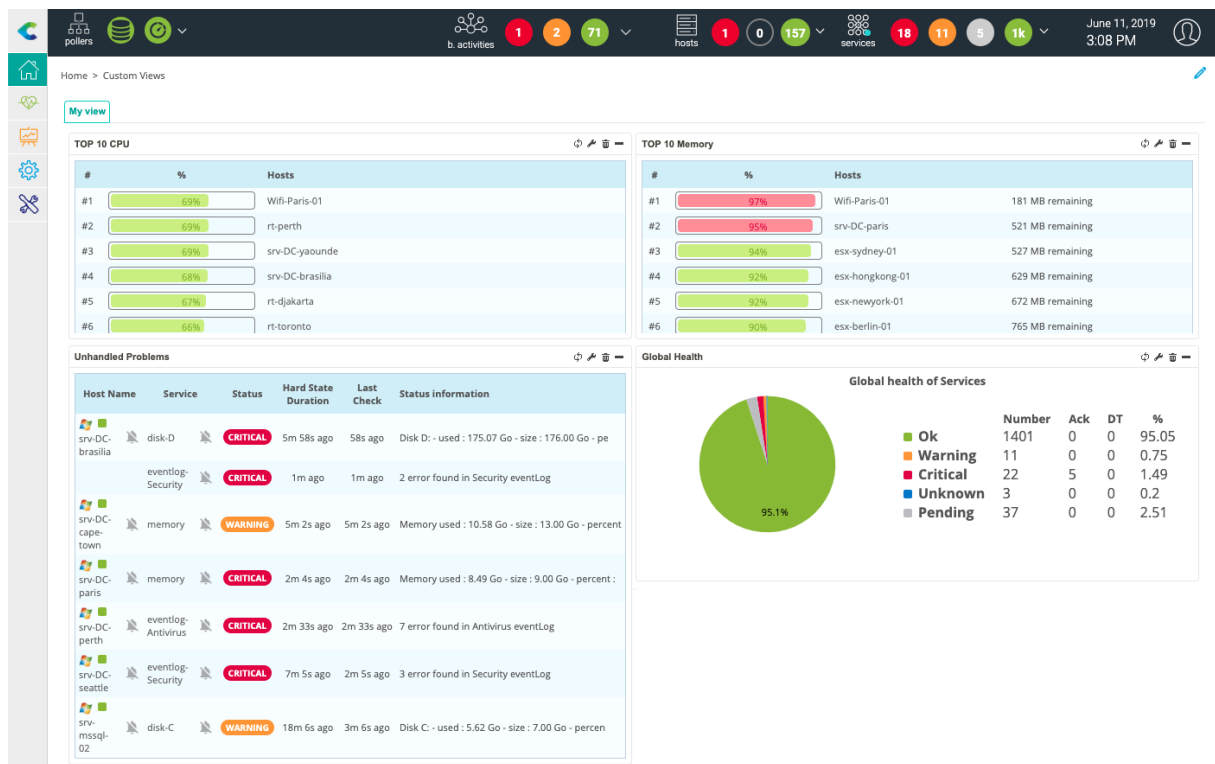 June 11, 2019
1 2 71 1 0 157 18 11 5 1k
pollers b. activities hosts services 3:08 PM
Home > Custom Views
My view
TOP 10 CPU
# % Hosts
#1 69% Wifi-Paris-01
#2 69% rt-perth
#3 69% srv-DC-yaounde
#4 68% srv-DC-brasilia
#5 67% rt-djakarta
#6 66% rt-toronto
TOP 10 Memory
# % Hosts
#1 97% Wifi-Paris-01 181 MB remaining
#2 95% srv-DC-paris 521 MB remaining
#3 94% esx-sydney-01 527 MB remaining
#4 92% esx-hongkong-01 629 MB remaining
#5 92% esx-newyork-01 672 MB remaining
#6 90% esx-berlin-01 765 MB remaining
Unhandled Problems
Host Name Service Status Hard State Duration Last Check Status information
srv-DC-brasilia disk-D CRITICAL 5m 58s ago 58s ago Disk D: - used : 175.07 Go - size : 176.00 Go - pe
eventlog-Security CRITICAL 1m ago 1m ago 2 error found in Security eventLog
srv-DC-cape-town memory WARNING 5m 2s ago 5m 2s ago Memory used : 10.58 Go - size : 13.00 Go - percent
srv-DC-paris memory CRITICAL 2m 4s ago 2m 4s ago Memory used : 8.49 Go - size : 9.00 Go - percent :
srv-DC-perth eventlog-Antivirus CRITICAL 2m 33s ago 2m 33s ago 7 error found in Antivirus eventLog
srv-DC-seattle eventlog-Security CRITICAL 7m 5s ago 2m 5s ago 3 error found in Security eventLog
srv-mssql-02 disk-C WARNING 18m 6s ago 3m 6s ago Disk C: - used : 5.62 Go - size : 7.00 Go - percen
Global Health
Global health of Services
95.1%
Number Ack DT %
Ok 1401 0 0 95.05
Warning 11 0 0 0.75
Critical 22 5 0 1.49
Unknown 3 0 0 0.2
Pending 37 0 0 2.51